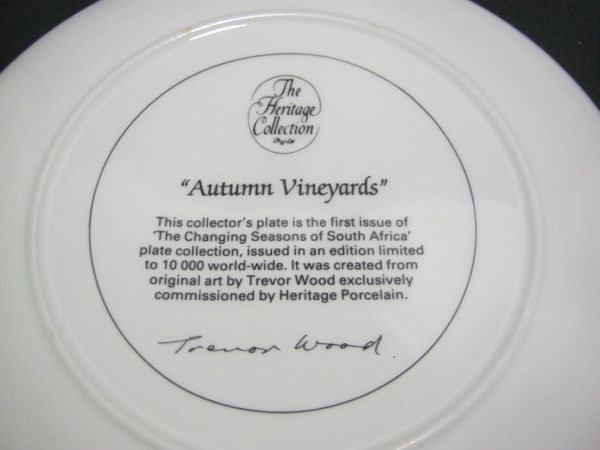 The
Heritage
Collection
"Autumn Vineyards"
This collector's plate is the first issue of
'The Changing Seasons of South Africa'
plate collection, issued in an edition limited
to 10 000 world-wide. It was created from
original art by Trevor Wood exclusively
commissioned by Heritage Porcelain.
Trevor Wood.